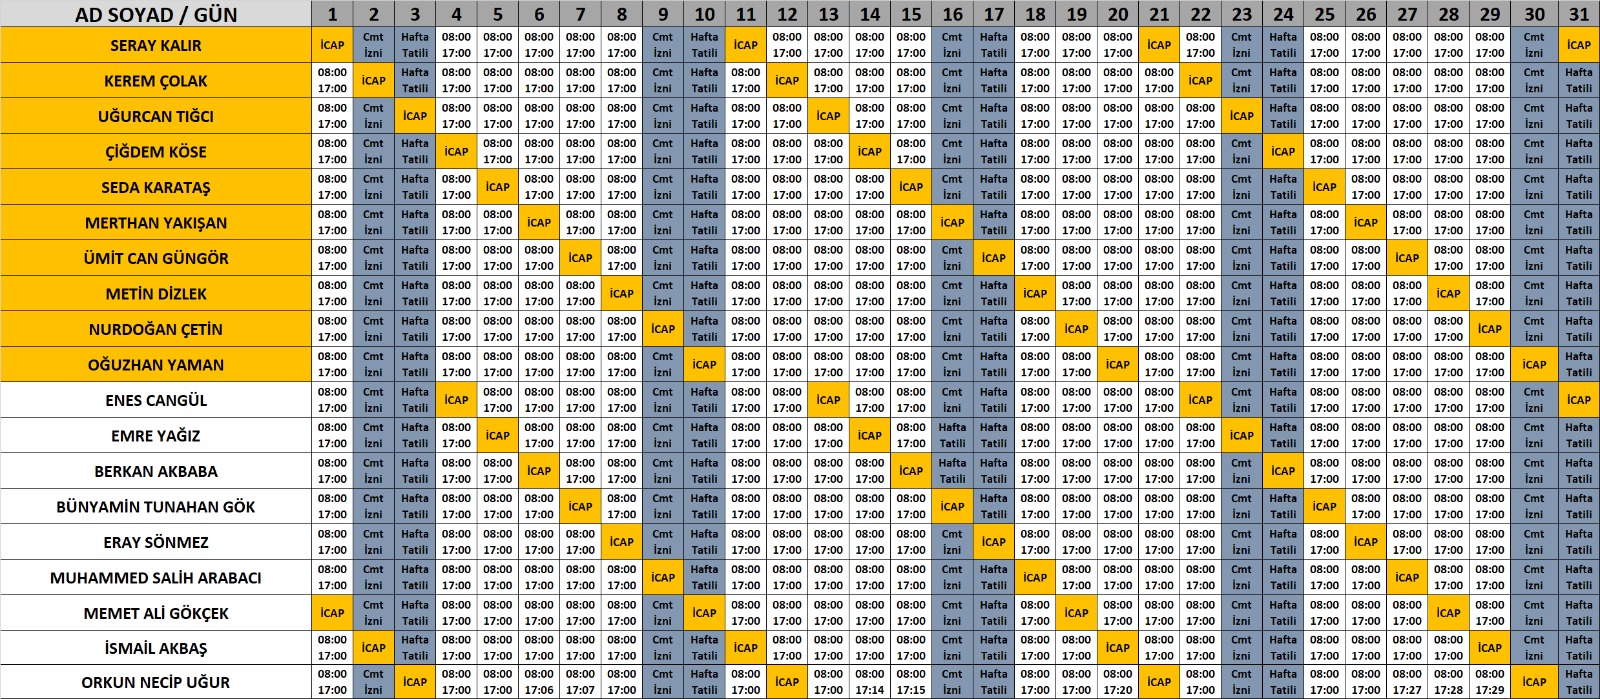 AD SOYAD / GÜN 1 2 3 4 5 6 7 8 9 10 11 12 13 14 15 16 17 18 19 20 21 22 23 24 25 26 27 28 29 30 31
SERAY KALIR İCAP Cmt İzni Hafta Tatili 08:00 17:00 08:00 17:00 08:00 17:00 08:00 17:00 08:00 17:00 Cmt İzni Hafta Tatili İCAP 08:00 17:00 08:00 17:00 08:00 17:00 08:00 17:00 Cmt İzni Hafta Tatili 08:00 17:00 08:00 17:00 08:00 17:00 İCAP 08:00 17:00 Cmt İzni Hafta Tatili 08:00 17:00 08:00 17:00 08:00 17:00 08:00 17:00 08:00 17:00 Cmt İzni İCAP
KEREM ÇOLAK 08:00 17:00 İCAP Hafta Tatili 08:00 17:00 08:00 17:00 08:00 17:00 08:00 17:00 08:00 17:00 Cmt İzni Hafta Tatili 08:00 17:00 İCAP 08:00 17:00 08:00 17:00 08:00 17:00 Cmt İzni Hafta Tatili 08:00 17:00 08:00 17:00 08:00 17:00 08:00 17:00 İCAP Cmt İzni Hafta Tatili 08:00 17:00 08:00 17:00 08:00 17:00 08:00 17:00 08:00 17:00 Cmt İzni Hafta Tatili
UĞURCAN TIĞCI 08:00 17:00 Cmt İzni İCAP 08:00 17:00 08:00 17:00 08:00 17:00 08:00 17:00 08:00 17:00 Cmt İzni Hafta Tatili 08:00 17:00 08:00 17:00 İCAP 08:00 17:00 08:00 17:00 Cmt İzni Hafta Tatili 08:00 17:00 08:00 17:00 08:00 17:00 08:00 17:00 08:00 17:00 İCAP Hafta Tatili 08:00 17:00 08:00 17:00 08:00 17:00 08:00 17:00 08:00 17:00 Cmt İzni Hafta Tatili
ÇİĞDEM KÖSE 08:00 17:00 Cmt İzni Hafta Tatili İCAP 08:00 17:00 08:00 17:00 08:00 17:00 08:00 17:00 Cmt İzni Hafta Tatili 08:00 17:00 08:00 17:00 08:00 17:00 İCAP 08:00 17:00 Cmt İzni Hafta Tatili 08:00 17:00 08:00 17:00 08:00 17:00 08:00 17:00 08:00 17:00 Cmt İzni İCAP 08:00 17:00 08:00 17:00 08:00 17:00 08:00 17:00 08:00 17:00 Cmt İzni Hafta Tatili
SEDA KARATAŞ 08:00 17:00 Cmt İzni Hafta Tatili 08:00 17:00 İCAP 08:00 17:00 08:00 17:00 08:00 17:00 Cmt İzni Hafta Tatili 08:00 17:00 08:00 17:00 08:00 17:00 08:00 17:00 İCAP Cmt İzni Hafta Tatili 08:00 17:00 08:00 17:00 08:00 17:00 08:00 17:00 08:00 17:00 Cmt İzni Hafta Tatili İCAP 08:00 17:00 08:00 17:00 08:00 17:00 08:00 17:00 Cmt İzni Hafta Tatili
MERTHAN YAKIŞAN 08:00 17:00 Cmt İzni Hafta Tatili 08:00 17:00 08:00 17:00 İCAP 08:00 17:00 08:00 17:00 Cmt İzni Hafta Tatili 08:00 17:00 08:00 17:00 08:00 17:00 08:00 17:00 08:00 17:00 İCAP Hafta Tatili 08:00 17:00 08:00 17:00 08:00 17:00 08:00 17:00 08:00 17:00 Cmt İzni Hafta Tatili 08:00 17:00 İCAP 08:00 17:00 08:00 17:00 08:00 17:00 Cmt İzni Hafta Tatili
ÜMİT CAN GÜNGÖR 08:00 17:00 Cmt İzni Hafta Tatili 08:00 17:00 08:00 17:00 08:00 17:00 İCAP 08:00 17:00 Cmt İzni Hafta Tatili 08:00 17:00 08:00 17:00 08:00 17:00 08:00 17:00 08:00 17:00 Cmt İzni İCAP 08:00 17:00 08:00 17:00 08:00 17:00 08:00 17:00 08:00 17:00 Cmt İzni Hafta Tatili 08:00 17:00 08:00 17:00 İCAP 08:00 17:00 08:00 17:00 Cmt İzni Hafta Tatili
METİN DİZLEK 08:00 17:00 Cmt İzni Hafta Tatili 08:00 17:00 08:00 17:00 08:00 17:00 08:00 17:00 İCAP Cmt İzni Hafta Tatili 08:00 17:00 08:00 17:00 08:00 17:00 08:00 17:00 08:00 17:00 Cmt İzni Hafta Tatili İCAP 08:00 17:00 08:00 17:00 08:00 17:00 08:00 17:00 Cmt İzni Hafta Tatili 08:00 17:00 08:00 17:00 08:00 17:00 İCAP 08:00 17:00 Cmt İzni Hafta Tatili
NURDOĞAN ÇETİN 08:00 17:00 Cmt İzni Hafta Tatili 08:00 17:00 08:00 17:00 08:00 17:00 08:00 17:00 08:00 17:00 İCAP Hafta Tatili 08:00 17:00 08:00 17:00 08:00 17:00 08:00 17:00 08:00 17:00 Cmt İzni Hafta Tatili 08:00 17:00 İCAP 08:00 17:00 08:00 17:00 08:00 17:00 Cmt İzni Hafta Tatili 08:00 17:00 08:00 17:00 08:00 17:00 08:00 17:00 İCAP Cmt İzni Hafta Tatili
OĞUZHAN YAMAN 08:00 17:00 Cmt İzni Hafta Tatili 08:00 17:00 08:00 17:00 08:00 17:00 08:00 17:00 08:00 17:00 Cmt İzni İCAP 08:00 17:00 08:00 17:00 08:00 17:00 08:00 17:00 08:00 17:00 Cmt İzni Hafta Tatili 08:00 17:00 08:00 17:00 İCAP 08:00 17:00 08:00 17:00 Cmt İzni Hafta Tatili 08:00 17:00 08:00 17:00 08:00 17:00 08:00 17:00 08:00 17:00 İCAP Hafta Tatili
ENES CANGÜL 08:00 17:00 Cmt İzni Hafta Tatili İCAP 08:00 17:00 08:00 17:00 08:00 17:00 08:00 17:00 Cmt İzni Hafta Tatili 08:00 17:00 08:00 17:00 İCAP 08:00 17:00 08:00 17:00 Cmt İzni Hafta Tatili 08:00 17:00 08:00 17:00 08:00 17:00 08:00 17:00 İCAP Cmt İzni Hafta Tatili 08:00 17:00 08:00 17:00 08:00 17:00 08:00 17:00 08:00 17:00 Cmt İzni İCAP
EMRE YAĞIZ 08:00 17:00 Cmt İzni Hafta Tatili 08:00 17:00 İCAP 08:00 17:00 08:00 17:00 08:00 17:00 Cmt İzni Hafta Tatili 08:00 17:00 08:00 17:00 08:00 17:00 İCAP 08:00 17:00 Hafta Tatili Hafta Tatili 08:00 17:00 08:00 17:00 08:00 17:00 08:00 17:00 08:00 17:00 İCAP Hafta Tatili 08:00 17:00 08:00 17:00 08:00 17:00 08:00 17:00 08:00 17:00 Cmt İzni Hafta Tatili
BERKAN AKBABA 08:00 17:00 Cmt İzni Hafta Tatili 08:00 17:00 08:00 17:00 İCAP 08:00 17:00 08:00 17:00 Cmt İzni Hafta Tatili 08:00 17:00 08:00 17:00 08:00 17:00 08:00 17:00 İCAP Hafta Tatili Hafta Tatili 08:00 17:00 08:00 17:00 08:00 17:00 08:00 17:00 08:00 17:00 Cmt İzni İCAP 08:00 17:00 08:00 17:00 08:00 17:00 08:00 17:00 08:00 17:00 Cmt İzni Hafta Tatili
BÜNYAMİN TUNAHAN GÖK 08:00 17:00 Cmt İzni Hafta Tatili 08:00 17:00 08:00 17:00 08:00 17:00 İCAP 08:00 17:00 Cmt İzni Hafta Tatili 08:00 17:00 08:00 17:00 08:00 17:00 08:00 17:00 08:00 17:00 İCAP Hafta Tatili 08:00 17:00 08:00 17:00 08:00 17:00 08:00 17:00 08:00 17:00 Cmt İzni Hafta Tatili İCAP 08:00 17:00 08:00 17:00 08:00 17:00 08:00 17:00 Cmt İzni Hafta Tatili
ERAY SÖNMEZ 08:00 17:00 Cmt İzni Hafta Tatili 08:00 17:00 08:00 17:00 08:00 17:00 08:00 17:00 İCAP Cmt İzni Hafta Tatili 08:00 17:00 08:00 17:00 08:00 17:00 08:00 17:00 08:00 17:00 Cmt İzni İCAP 08:00 17:00 08:00 17:00 08:00 17:00 08:00 17:00 08:00 17:00 Cmt İzni Hafta Tatili 08:00 17:00 İCAP 08:00 17:00 08:00 17:00 08:00 17:00 Cmt İzni Hafta Tatili
MUHAMMED SALİH ARABACI 08:00 17:00 Cmt İzni Hafta Tatili 08:00 17:00 08:00 17:00 08:00 17:00 08:00 17:00 08:00 17:00 İCAP Hafta Tatili 08:00 17:00 08:00 17:00 08:00 17:00 08:00 17:00 08:00 17:00 Cmt İzni Hafta Tatili İCAP 08:00 17:00 08:00 17:00 08:00 17:00 08:00 17:00 Cmt İzni Hafta Tatili 08:00 17:00 08:00 17:00 İCAP 08:00 17:00 08:00 17:00 Cmt İzni Hafta Tatili
MEMET ALİ GÖKÇEK İCAP Cmt İzni Hafta Tatili 08:00 17:00 08:00 17:00 08:00 17:00 08:00 17:00 08:00 17:00 Cmt İzni İCAP 08:00 17:00 08:00 17:00 08:00 17:00 08:00 17:00 08:00 17:00 Cmt İzni Hafta Tatili 08:00 17:00 İCAP 08:00 17:00 08:00 17:00 08:00 17:00 Cmt İzni Hafta Tatili 08:00 17:00 08:00 17:00 08:00 17:00 İCAP 08:00 17:00 Cmt İzni Hafta Tatili
İSMAİL AKBAŞ 08:00 17:00 İCAP Hafta Tatili 08:00 17:00 08:00 17:00 08:00 17:00 08:00 17:00 08:00 17:00 Cmt İzni Hafta Tatili İCAP 08:00 17:00 08:00 17:00 08:00 17:00 08:00 17:00 Cmt İzni Hafta Tatili 08:00 17:00 08:00 17:00 İCAP 08:00 17:00 08:00 17:00 Cmt İzni Hafta Tatili 08:00 17:00 08:00 17:00 08:00 17:00 08:00 17:00 İCAP Cmt İzni Hafta Tatili
ORKUN NECİP UĞUR 08:00 17:00 Cmt İzni İCAP 08:00 17:00 08:00 17:00 08:00 17:06 08:00 17:07 08:00 17:00 Cmt İzni Hafta Tatili 08:00 17:00 İCAP 08:00 17:00 08:00 17:14 08:00 17:15 Cmt İzni Hafta Tatili 08:00 17:00 08:00 17:00 08:00 17:20 İCAP 08:00 17:00 Cmt İzni Hafta Tatili 08:00 17:00 08:00 17:00 08:00 17:27 08:00 17:28 08:00 Cmt İzni İCAP Hafta Tatili